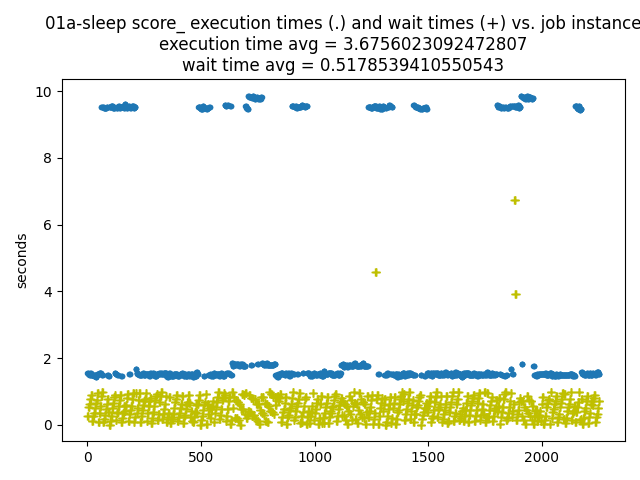 01a-sleep score_ execution times (.) and wait times (+) vs. job instance
execution time avg = 3.6756023092472807
wait time avg = 0.5178539410550543
10
8
6
4
2
0
seconds
0 500 1000 1500 2000